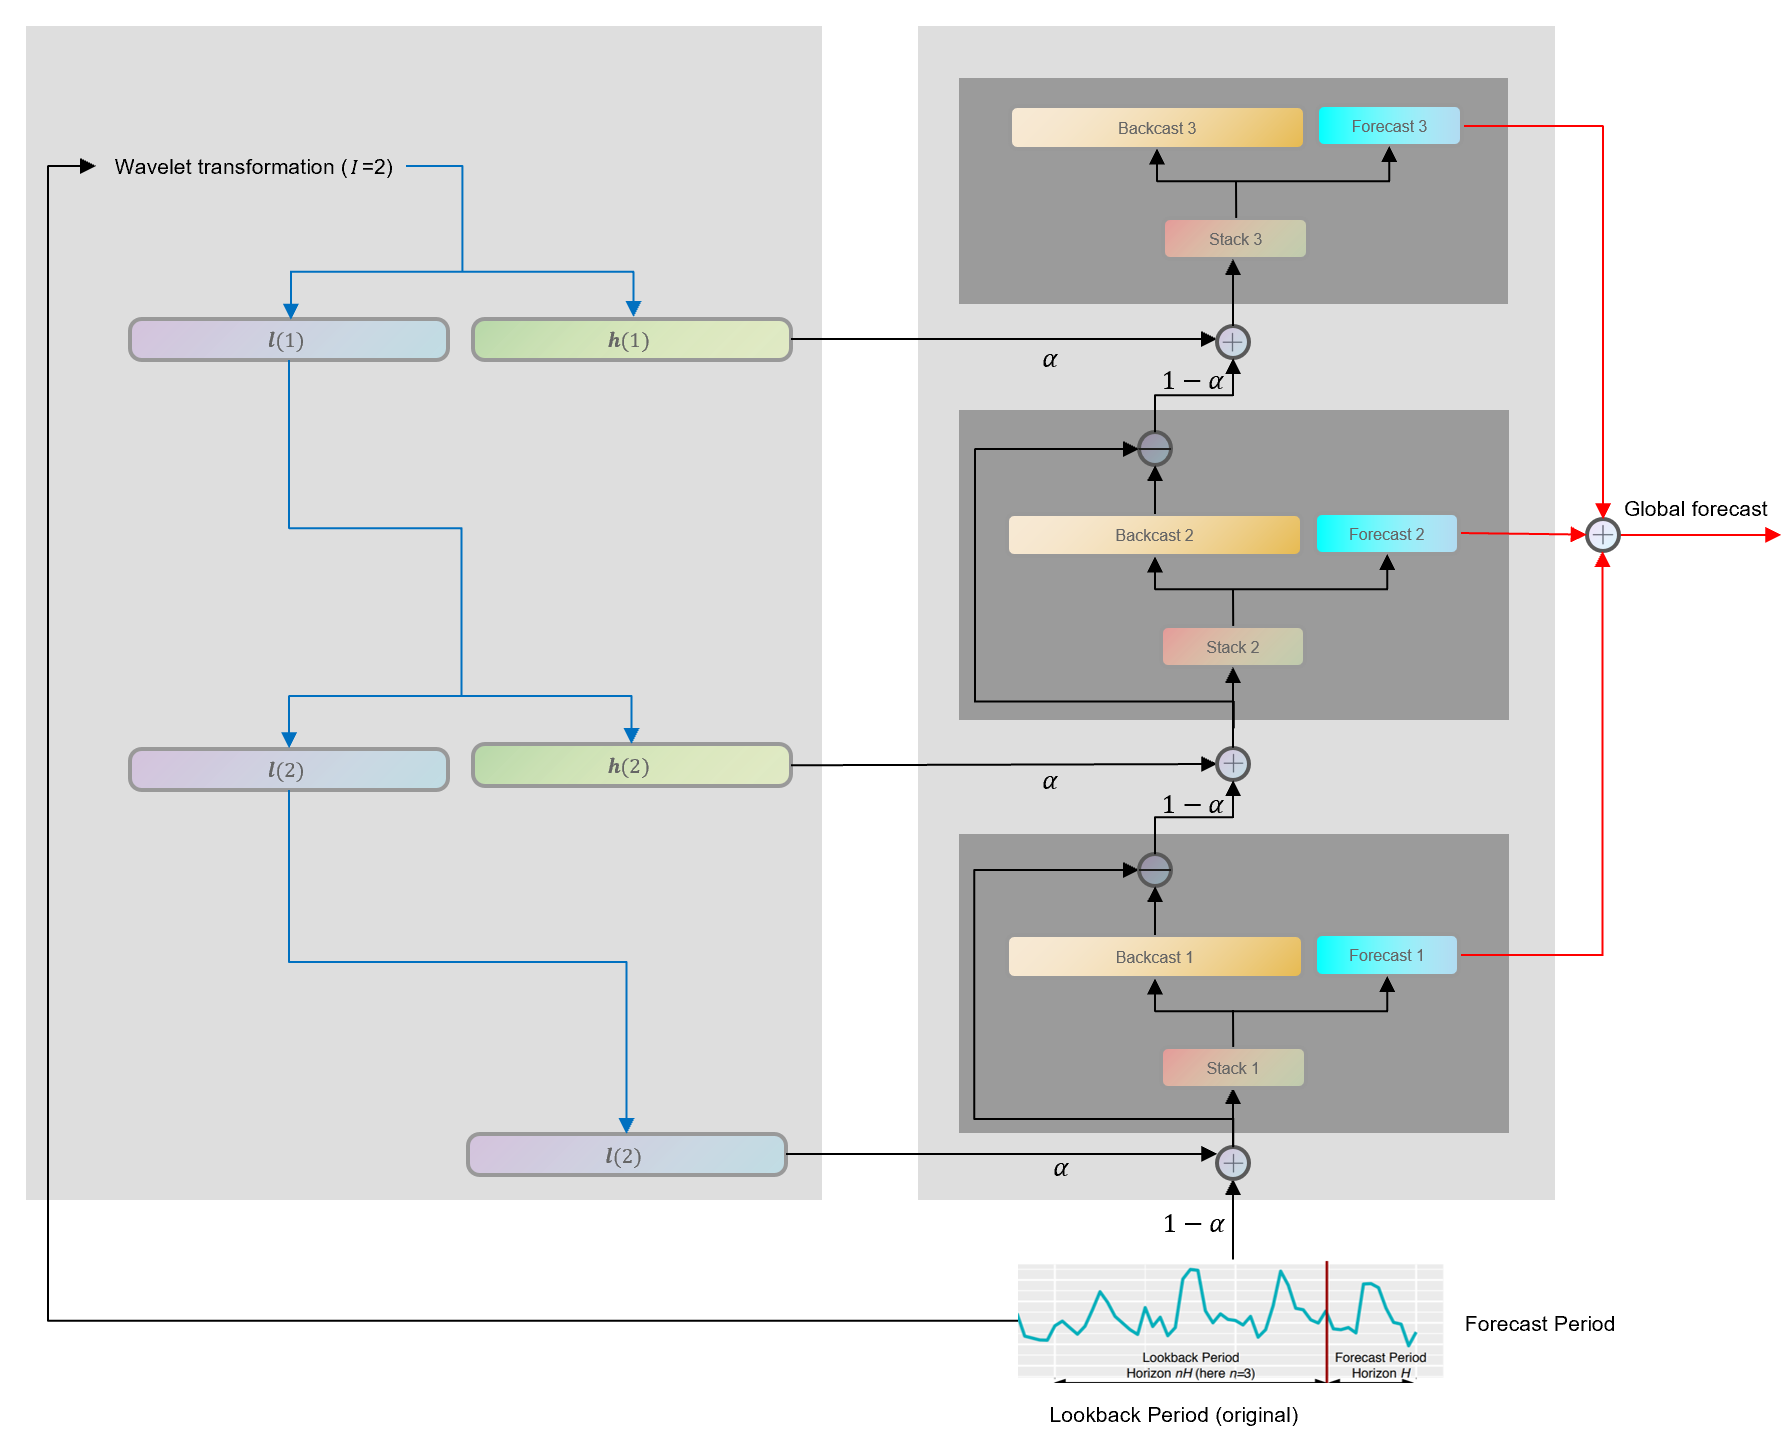 Backcast 3
Forecast 3
Wavelet transformation (I=2)
Stack 3
l(1)
h(1)
α
1 − α
Global forecast
Backcast 2
Forecast 2
Stack 2
l(2)
h(2)
α
1 − α
Backcast 1
Forecast 1
Stack 1
l(2)
α
1 − α
Forecast Period
Lookback Period
Horizon nH (here n=3)
Forecast Period
Horizon H
Lookback Period (original)